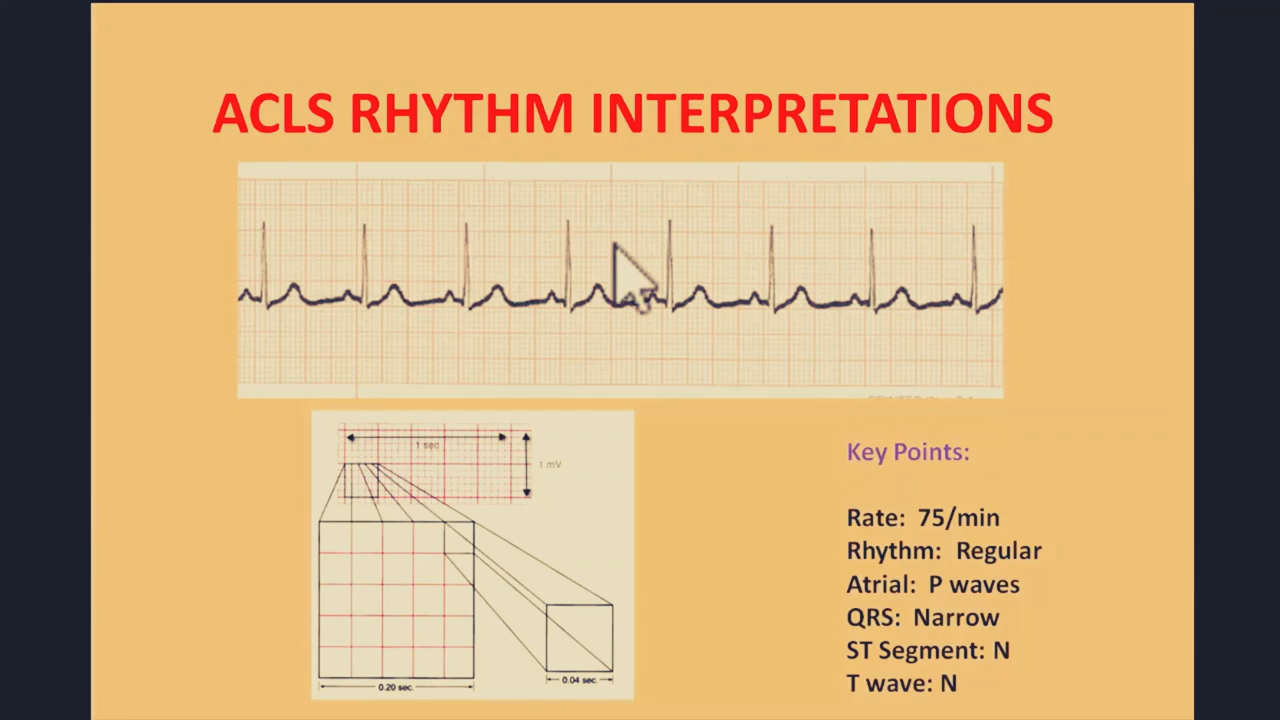 ACLS RHYTHM INTERPRETATIONS
1 sec
1 mV
0.20 sec.
0.04 sec.
Key Points:
Rate: 75/min
Rhythm: Regular
Atrial: P waves
QRS: Narrow
ST Segment: N
T wave: N